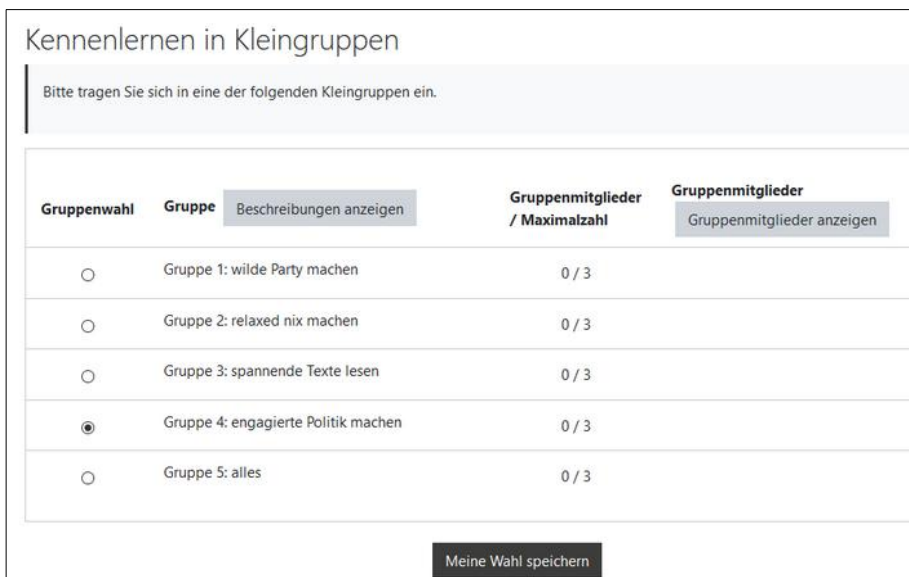 Kennenlernen in Kleingruppen
Bitte tragen Sie sich in eine der folgenden Kleingruppen ein.
Gruppenwahl
Gruppe
Beschreibungen anzeigen
Gruppenmitglieder
/ Maximalzahl
Gruppenmitglieder
Gruppenmitglieder anzeigen
Gruppe 1: wilde Party machen 0 / 3
Gruppe 2: relaxed nix machen 0 / 3
Gruppe 3: spannende Texte lesen 0 / 3
Gruppe 4: engagierte Politik machen 0 / 3
Gruppe 5: alles 0 / 3
Meine Wahl speichern